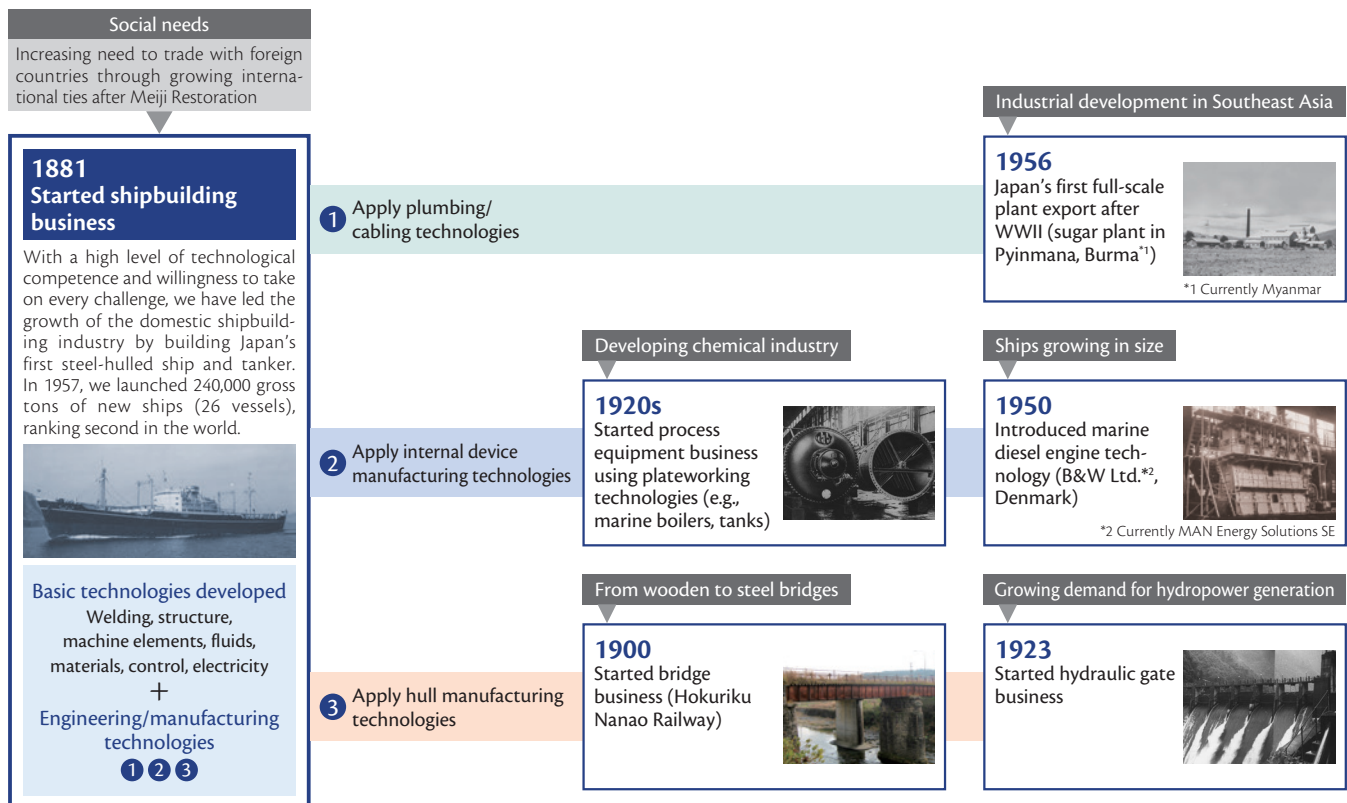 Social needs
Increasing need to trade with foreign
countries through growing interna-
tional ties after Meiji Restoration
1881
Started shipbuilding
business
With a high level of technological
competence and willingness to take
on every challenge, we have led the
growth of the domestic shipbuild-
ing industry by building Japan's
first steel-hulled ship and tanker.
In 1957, we launched 240,000 gross
tons of new ships (26 vessels),
ranking second in the world.
Basic technologies developed
Welding, structure,
machine elements, fluids,
materials, control, electricity
+
Engineering/manufacturing
technologies
1 2 3
1 Apply plumbing/
cabling technologies
Industrial development in Southeast Asia
1956
Japan's first full-scale
plant export after
WWII (sugar plant in
Pyinmana, Burma*1)
*1 Currently Myanmar
2 Apply internal device
manufacturing technologies
Developing chemical industry
1920s
Started process
equipment business
using plateworking
technologies (e.g.,
marine boilers, tanks)
Ships growing in size
1950
Introduced marine
diesel engine tech-
nology (B&W Ltd.*2,
Denmark)
*2 Currently MAN Energy Solutions SE
3 Apply hull manufacturing
technologies
From wooden to steel bridges
1900
Started bridge
business (Hokuriku
Nanao Railway)
Growing demand for hydropower generation
1923
Started hydraulic gate
business